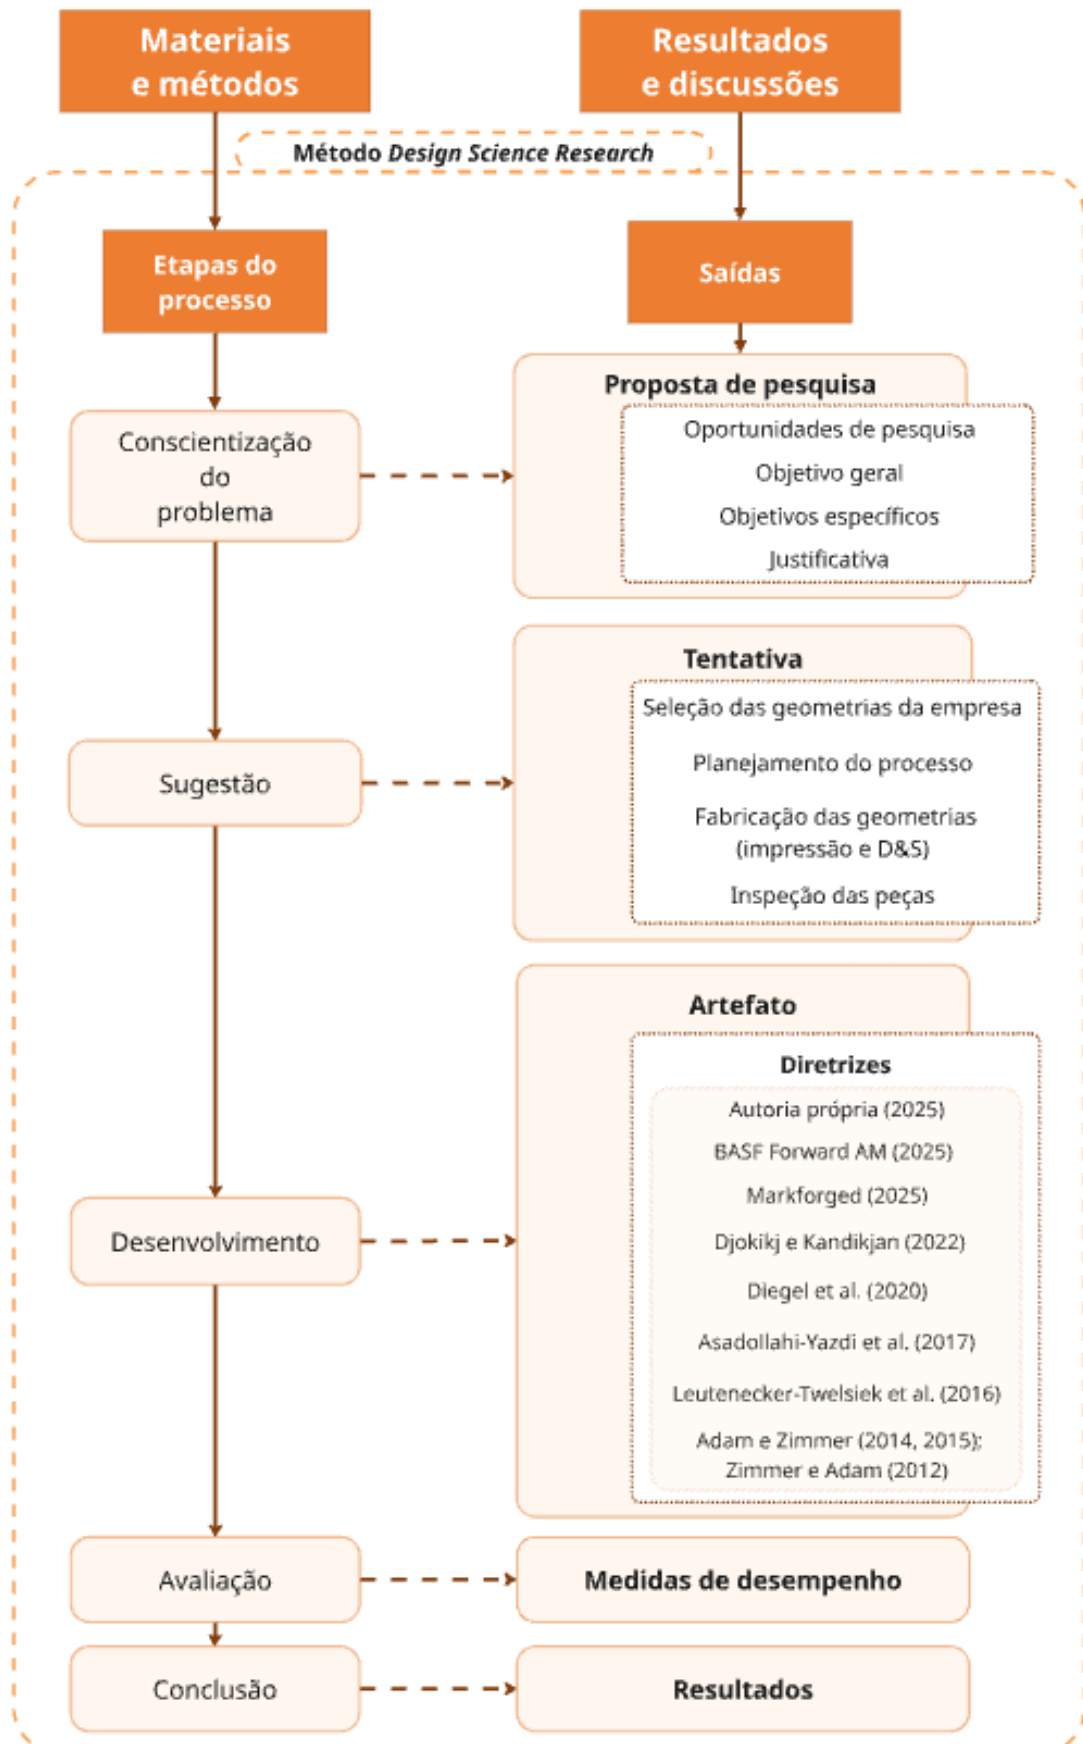 Materiais
e métodos
Resultados
e discussões
Método Design Science Research
Etapas do
processo
Saídas
Conscientização
do
problema
Proposta de pesquisa
Oportunidades de pesquisa
Objetivo geral
Objetivos específicos
Justificativa
Sugestão
Tentativa
Seleção das geometrias da empresa
Planejamento do processo
Fabricação das geometrias
(impressão e D&S)
Inspeção das peças
Desenvolvimento
Artefato
Diretrizes
Autoria própria (2025)
BASF Forward AM (2025)
Markforged (2025)
Djokikj e Kandikjan (2022)
Diegel et al. (2020)
Asadollahi-Yazdi et al. (2017)
Leutenecker-Twelsiek et al. (2016)
Adam e Zimmer (2014, 2015);
Zimmer e Adam (2012)
Avaliação
Medidas de desempenho
Conclusão
Resultados